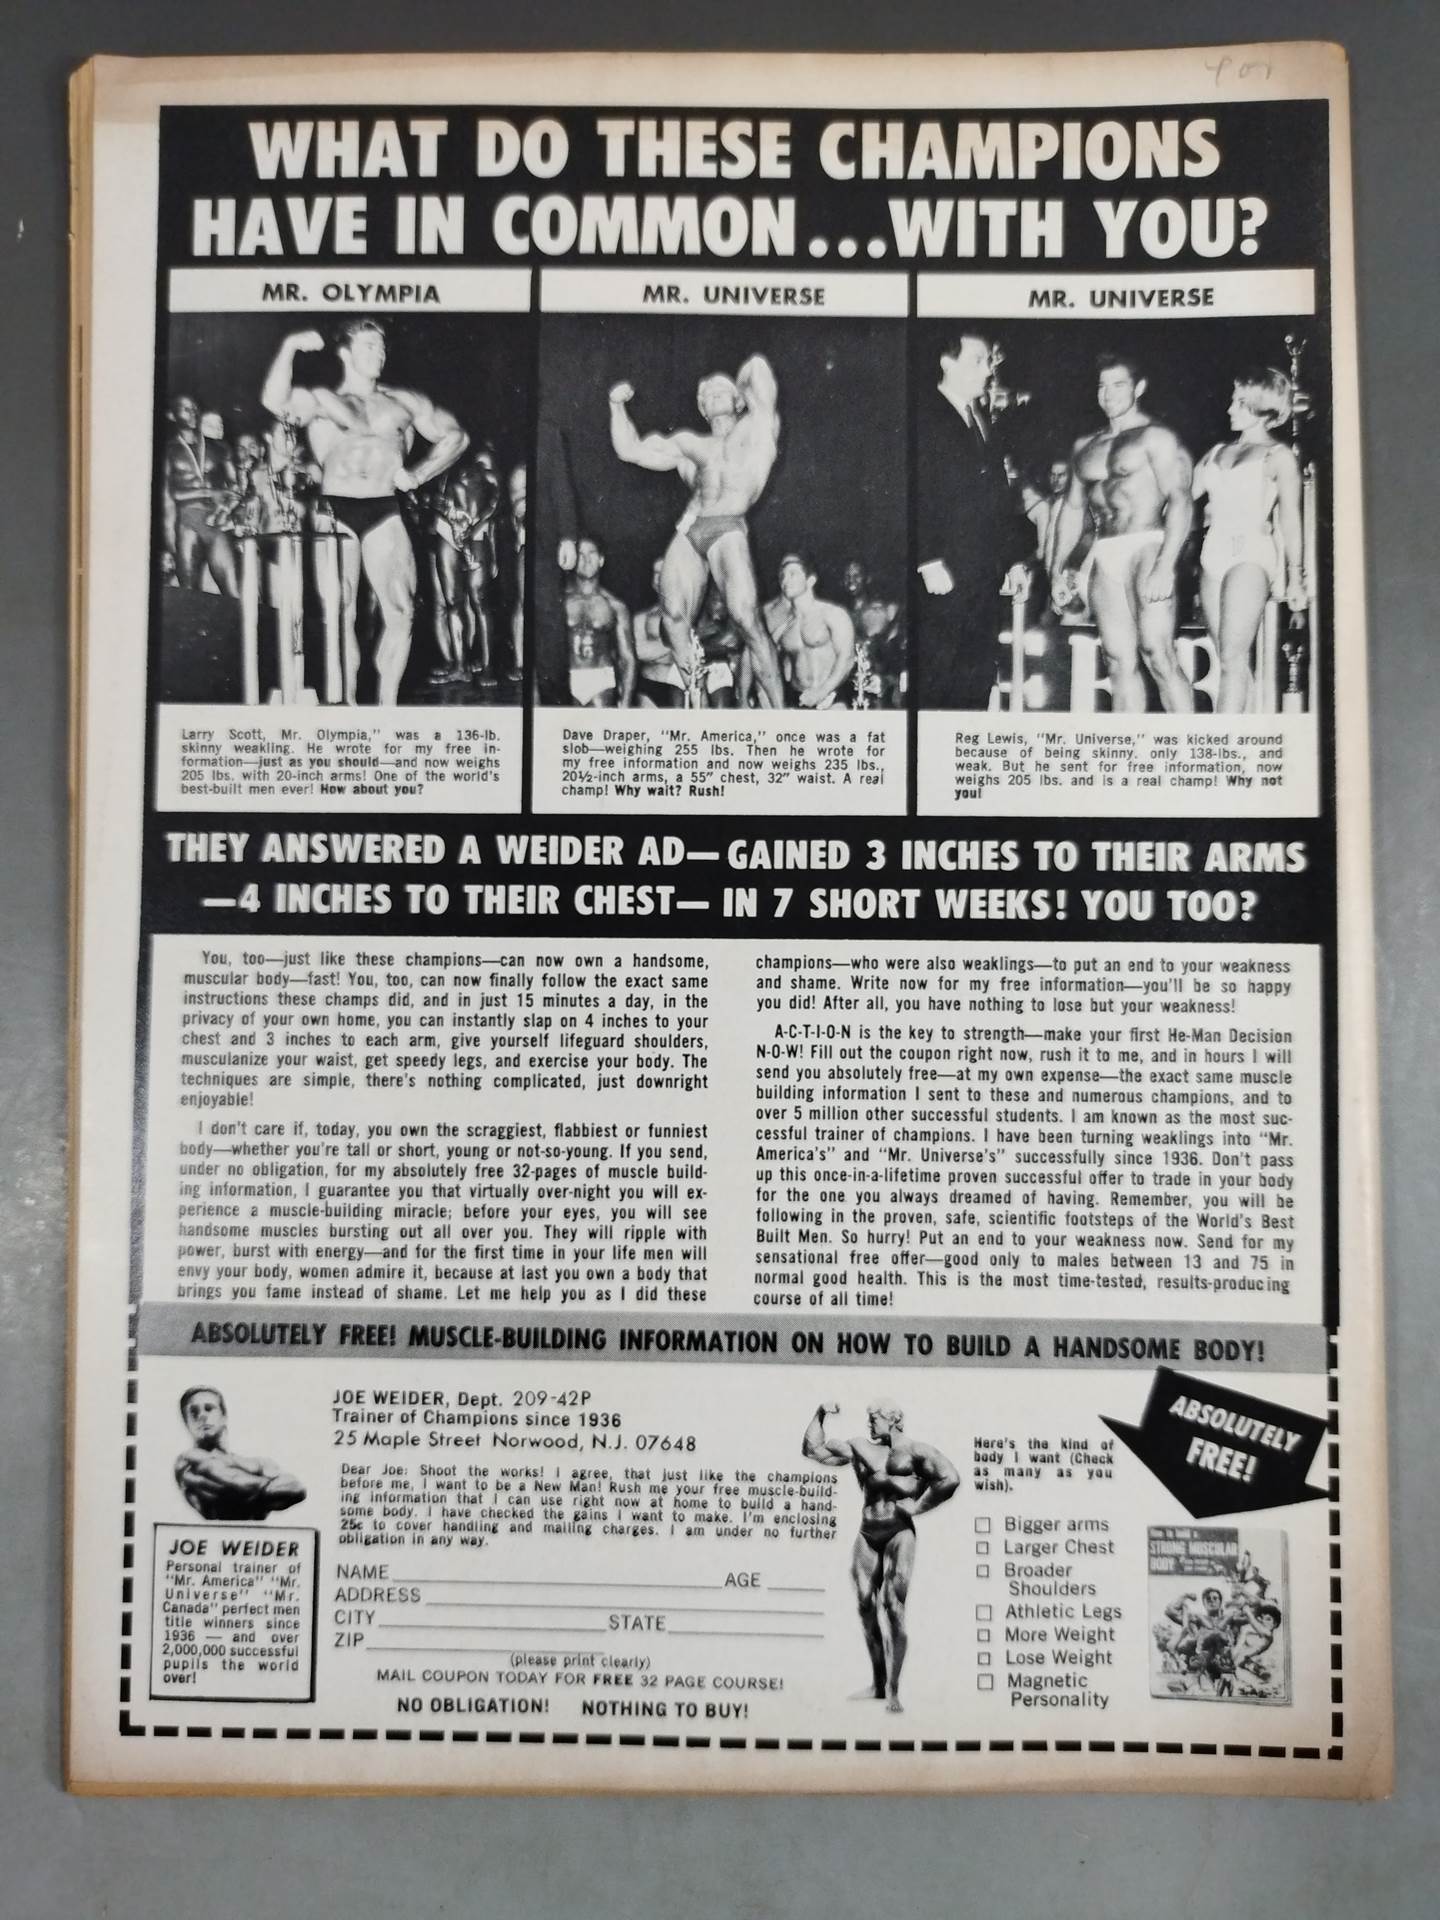 WHAT DO THESE CHAMPIONS
HAVE IN COMMON...WITH YOU?
MR. OLYMPIA
MR. UNIVERSE
MR. UNIVERSE
Larry Scott, Mr. Olympia," was a 136-lb.
skinny weakling. He wrote for my free in-
formation—just as you should—and now weighs
205 lbs. with 20-inch arms! One of the world's
best-built men ever! How about you?
Dave Draper, "Mr. America," once was a fat
slob—weighing 255 lbs. Then he wrote for
my free information and now weighs 235 lbs.,
20½-inch arms, a 55" chest, 32" waist. A real
champ! Why wait? Rush!
Reg Lewis, "Mr. Universe," was kicked around
because of being skinny, only 138-lbs., and
weak. But he sent for free information, now
weighs 205 lbs. and is a real champ! Why not
you!
THEY ANSWERED A WEIDER AD—GAINED 3 INCHES TO THEIR ARMS
—4 INCHES TO THEIR CHEST— IN 7 SHORT WEEKS! YOU TOO?
You, too—just like these champions—can now own a handsome,
muscular body—fast! You, too, can now finally follow the exact same
instructions these champs did, and in just 15 minutes a day, in the
privacy of your own home, you can instantly slap on 4 inches to your
chest and 3 inches to each arm, give yourself lifeguard shoulders,
muscularize your waist, get speedy legs, and exercise your body. The
techniques are simple, there's nothing complicated, just downright
enjoyable!
I don't care if, today, you own the scraggiest, flabbiest or funniest
body—whether you're tall or short, young or not-so-young. If you send,
under no obligation, for my absolutely free 32-pages of muscle build-
ing information, I guarantee you that virtually over-night you will ex-
perience a muscle-building miracle; before your eyes, you will see
handsome muscles bursting out all over you. They will ripple with
power, burst with energy—and for the first time in your life men will
envy your body, women admire it, because at last you own a body that
brings you fame instead of shame. Let me help you as I did these
champions—who were also weaklings—to put an end to your weakness
and shame. Write now for my free information—you'll be so happy
you did! After all, you have nothing to lose but your weakness!
A-C-T-I-O-N is the key to strength—make your first He-Man Decision
N-O-W! Fill out the coupon right now, rush it to me, and in hours I will
send you absolutely free—at my own expense—the exact same muscle
building information I sent to these and numerous champions, and to
over 5 million other successful students. I am known as the most suc-
cessful trainer of champions. I have been turning weaklings into "Mr.
America's" and "Mr. Universe's" successfully since 1936. Don't pass
up this once-in-a-lifetime proven successful offer to trade in your body
for the one you always dreamed of having. Remember, you will be
following in the proven, safe, scientific footsteps of the World's Best
Built Men. So hurry! Put an end to your weakness now. Send for my
sensational free offer—good only to males between 13 and 75 in
normal good health. This is the most time-tested, results-producing
course of all time!
ABSOLUTELY FREE! MUSCLE-BUILDING INFORMATION ON HOW TO BUILD A HANDSOME BODY!
JOE WEIDER
Personal trainer of
"Mr. America" "Mr.
Universe" "Mr.
Canada" perfect men
title winners since
1936 — and over
2,000,000 successful
pupils the world
over!
JOE WEIDER, Dept. 209-42P
Trainer of Champions since 1936
25 Maple Street Norwood, N.J. 07648
Dear Joe: Shoot the works! I agree, that just like the champions
before me, I want to be a New Man! Rush me your free muscle-build-
ing information that I can use right now at home to build a hand-
some body. I have checked the gains I want to make. I'm enclosing
25c to cover handling and mailing charges. I am under no further
obligation in any way.
NAME AGE
ADDRESS
CITY STATE
ZIP
(please print clearly)
MAIL COUPON TODAY FOR FREE 32 PAGE COURSE!
NO OBLIGATION! NOTHING TO BUY!
Here's the kind of
body I want (Check
as many as you
wish).
Bigger arms
Larger Chest
Broader
Shoulders
Athletic Legs
More Weight
Lose Weight
Magnetic
Personality
ABSOLUTELY
FREE!
STRONG MUSCULAR
BODY